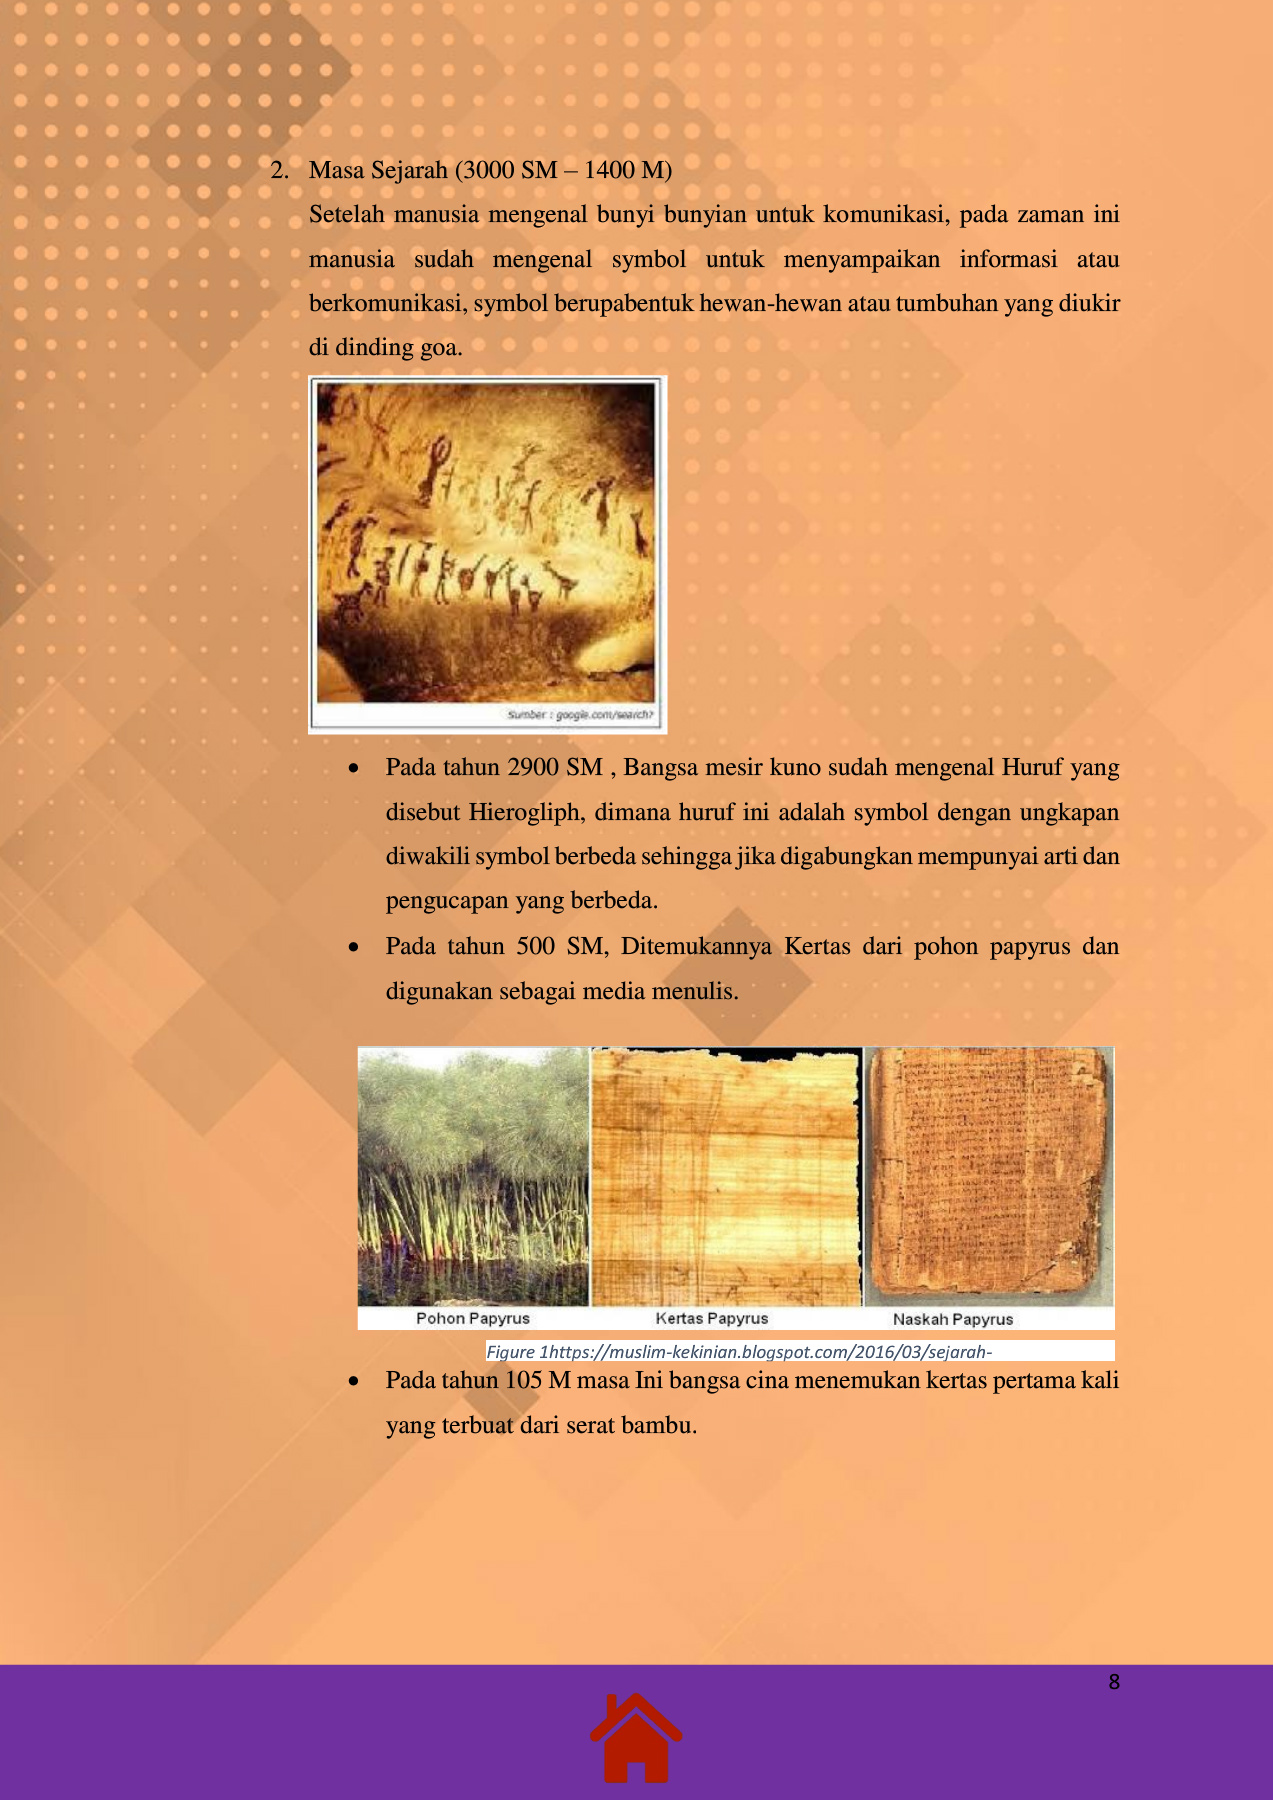 2. Masa Sejarah (3000 SM – 1400 M)
Setelah manusia mengenal bunyi bunyian untuk komunikasi, pada zaman ini
manusia sudah mengenal symbol untuk menyampaikan informasi atau
berkomunikasi, symbol berupabentuk hewan-hewan atau tumbuhan yang diukir
di dinding goa.
Sumber : google.com/search?
• Pada tahun 2900 SM , Bangsa mesir kuno sudah mengenal Huruf yang
disebut Hierogliph, dimana huruf ini adalah symbol dengan ungkapan
diwakili symbol berbeda sehingga jika digabungkan mempunyai arti dan
pengucapan yang berbeda.
• Pada tahun 500 SM, Ditemukannya Kertas dari pohon papyrus dan
digunakan sebagai media menulis.
Pohon Papyrus Kertas Papyrus Naskah Papyrus
Figure 1https://muslim-kekinian.blogspot.com/2016/03/sejarah-
• Pada tahun 105 M masa Ini bangsa cina menemukan kertas pertama kali
yang terbuat dari serat bambu.
8